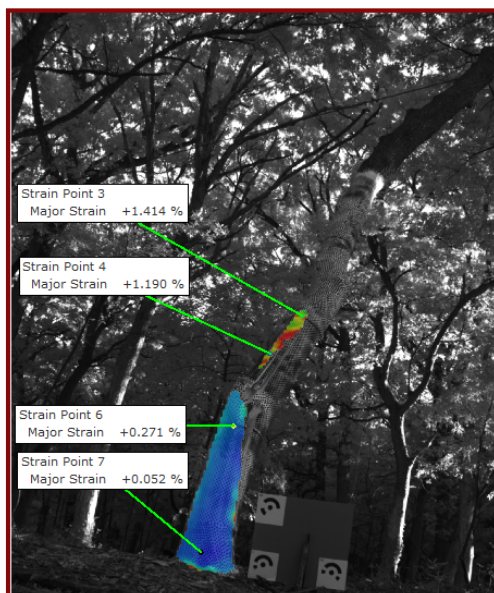 Strain Point 3
Major Strain +1.414 %
Strain Point 4
Major Strain +1.190 %
Strain Point 6
Major Strain +0.271 %
Strain Point 7
Major Strain +0.052 %